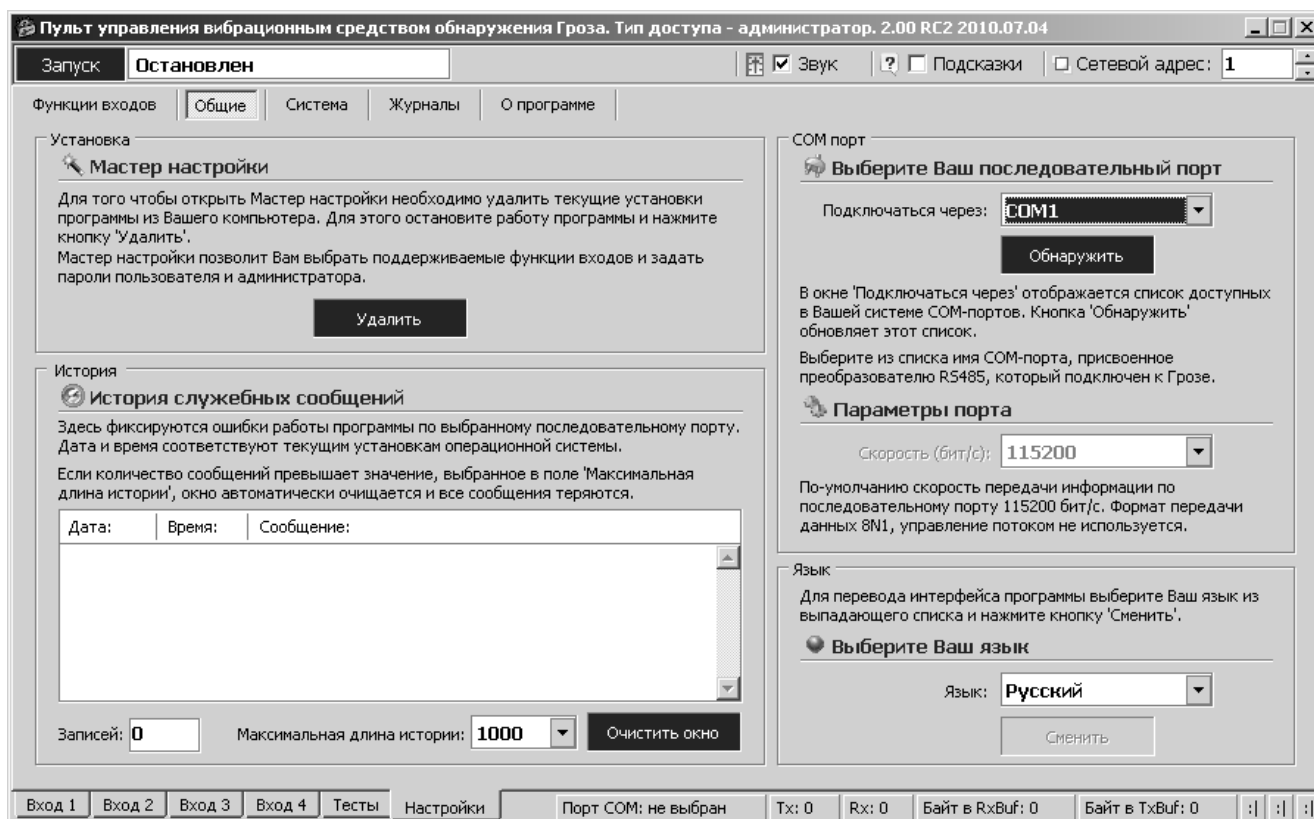 Пульт управления вибрационным средством обнаружения Гроза. Тип доступа - администратор. 2.00 RC2 2010.07.04
Запуск Остановлен Звук Подсказки Сетевой адрес: 1
Функции входов Общие Система Журналы О программе
Установка
Мастер настройки
Для того чтобы открыть Мастер настройки необходимо удалить текущие установки
программы из Вашего компьютера. Для этого остановите работу программы и нажмите
кнопку 'Удалить'.
Мастер настройки позволит Вам выбрать поддерживаемые функции входов и задать
пароли пользователя и администратора.
Удалить
История
История служебных сообщений
Здесь фиксируются ошибки работы программы по выбранному последовательному порту.
Дата и время соответствуют текущим установкам операционной системы.
Если количество сообщений превышает значение, выбранное в поле 'Максимальная
длина истории', окно автоматически очищается и все сообщения теряются.
Дата: Время: Сообщение:
Записей: 0 Максимальная длина истории: 1000 Очистить окно
COM порт
Выберите Ваш последовательный порт
Подключаться через: COM1
Обнаружить
В окне 'Подключаться через' отображается список доступных
в Вашей системе COM-портов. Кнопка 'Обнаружить'
обновляет этот список.
Выберите из списка имя COM-порта, присвоенное
преобразователю RS485, который подключен к Грозе.
Параметры порта
Скорость (бит/с): 115200
По-умолчанию скорость передачи информации по
последовательному порту 115200 бит/с. Формат передачи
данных 8N1, управление потоком не используется.
Язык
Для перевода интерфейса программы выберите Ваш язык из
выпадающего списка и нажмите кнопку 'Сменить'.
Выберите Ваш язык
Язык: Русский
Сменить
Вход 1 Вход 2 Вход 3 Вход 4 Тесты Настройки Порт COM: не выбран Tx: 0 Rx: 0 Байт в RxBuf: 0 Байт в TxBuf: 0 :| :| :|